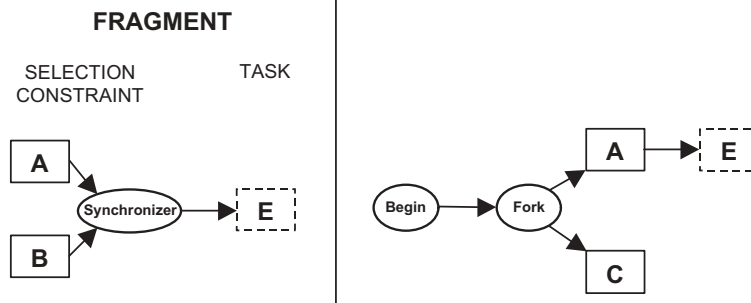 FRAGMENT
SELECTION
CONSTRAINT
TASK
A
Synchronizer
E
B
Begin
Fork
A
E
C